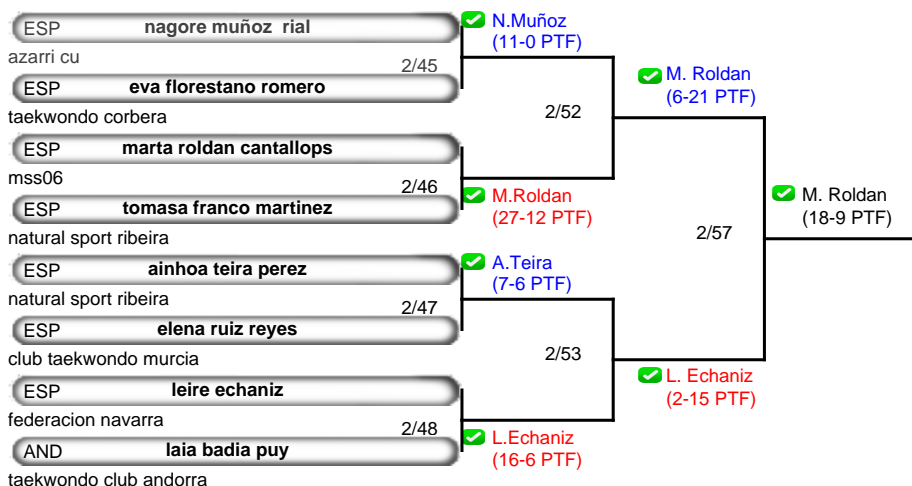 ESP nagore muñoz  rial
azarri cu
2/45
ESP eva florestano romero
taekwondo corbera
ESP marta roldan cantallops
mss06
2/46
ESP tomasa franco martinez
natural sport ribeira
ESP ainhoa teira perez
natural sport ribeira
2/47
ESP elena ruiz reyes
club taekwondo murcia
ESP leire echaniz
federacion navarra
2/48
AND laia badia puy
taekwondo club andorra
N.Muñoz
(11-0 PTF)
M.Roldan
(27-12 PTF)
A.Teira
(7-6 PTF)
L.Echaniz
(16-6 PTF)
2/52
2/53
M. Roldan
(6-21 PTF)
L. Echaniz
(2-15 PTF)
2/57
M. Roldan
(18-9 PTF)